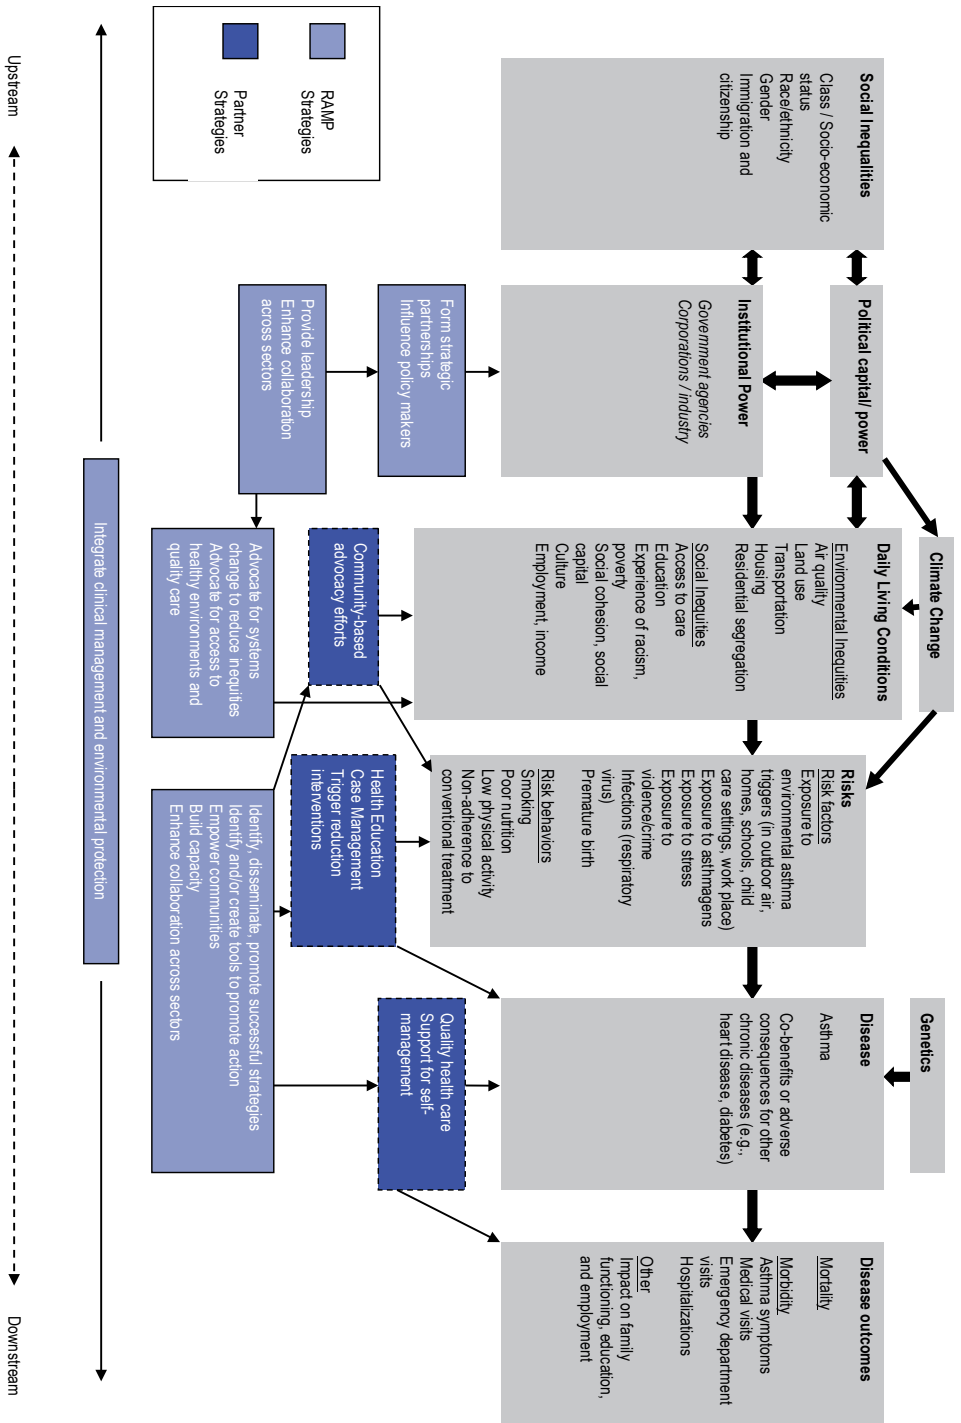 Social Inequalities
Class / Socio-economic
status
Race/ethnicity
Gender
Immigration and
citizenship
Political capital/ power
Institutional Power
Government agencies
Corporations / industry
Climate Change
Daily Living Conditions
Environmental Inequities
Air quality
Land use
Transportation
Housing
Residential segregation
Social Inequities
Access to care
Education
Experience of racism,
poverty
Social cohesion, social
capital
Culture
Employment, income
Risks
Risk factors
Exposure to
environmental asthma
triggers (in outdoor air,
homes, schools, child
care settings, work place)
Exposure to asthmagens
Exposure to stress
Exposure to
violence/crime
Infections (respiratory
virus)
Premature birth
Risk behaviors
Smoking
Poor nutrition
Low physical activity
Non-adherence to
conventional treatment
Genetics
Disease
Asthma
Co-benefits or adverse
consequences for other
chronic diseases (e.g.,
heart disease, diabetes)
Disease outcomes
Mortality
Morbidity
Asthma symptoms
Medical visits
Emergency department
visits
Hospitalizations
Other
Impact on family
functioning, education,
and employment
Form strategic
partnerships
Influence policy makers
Provide leadership
Enhance collaboration
across sectors
Community-based
advocacy efforts
Advocate for systems
change to reduce inequities
Advocate for access to
healthy environments and
quality care
Health Education
Case Management
Trigger reduction
interventions
Identify, disseminate, promote successful strategies
Identify and/or create tools to promote action
Empower communities
Build capacity
Enhance collaboration across sectors
Quality health care
Support for self-
management
RAMP
Strategies
Partner
Strategies
Integrate clinical management and environmental protection
Upstream
Downstream